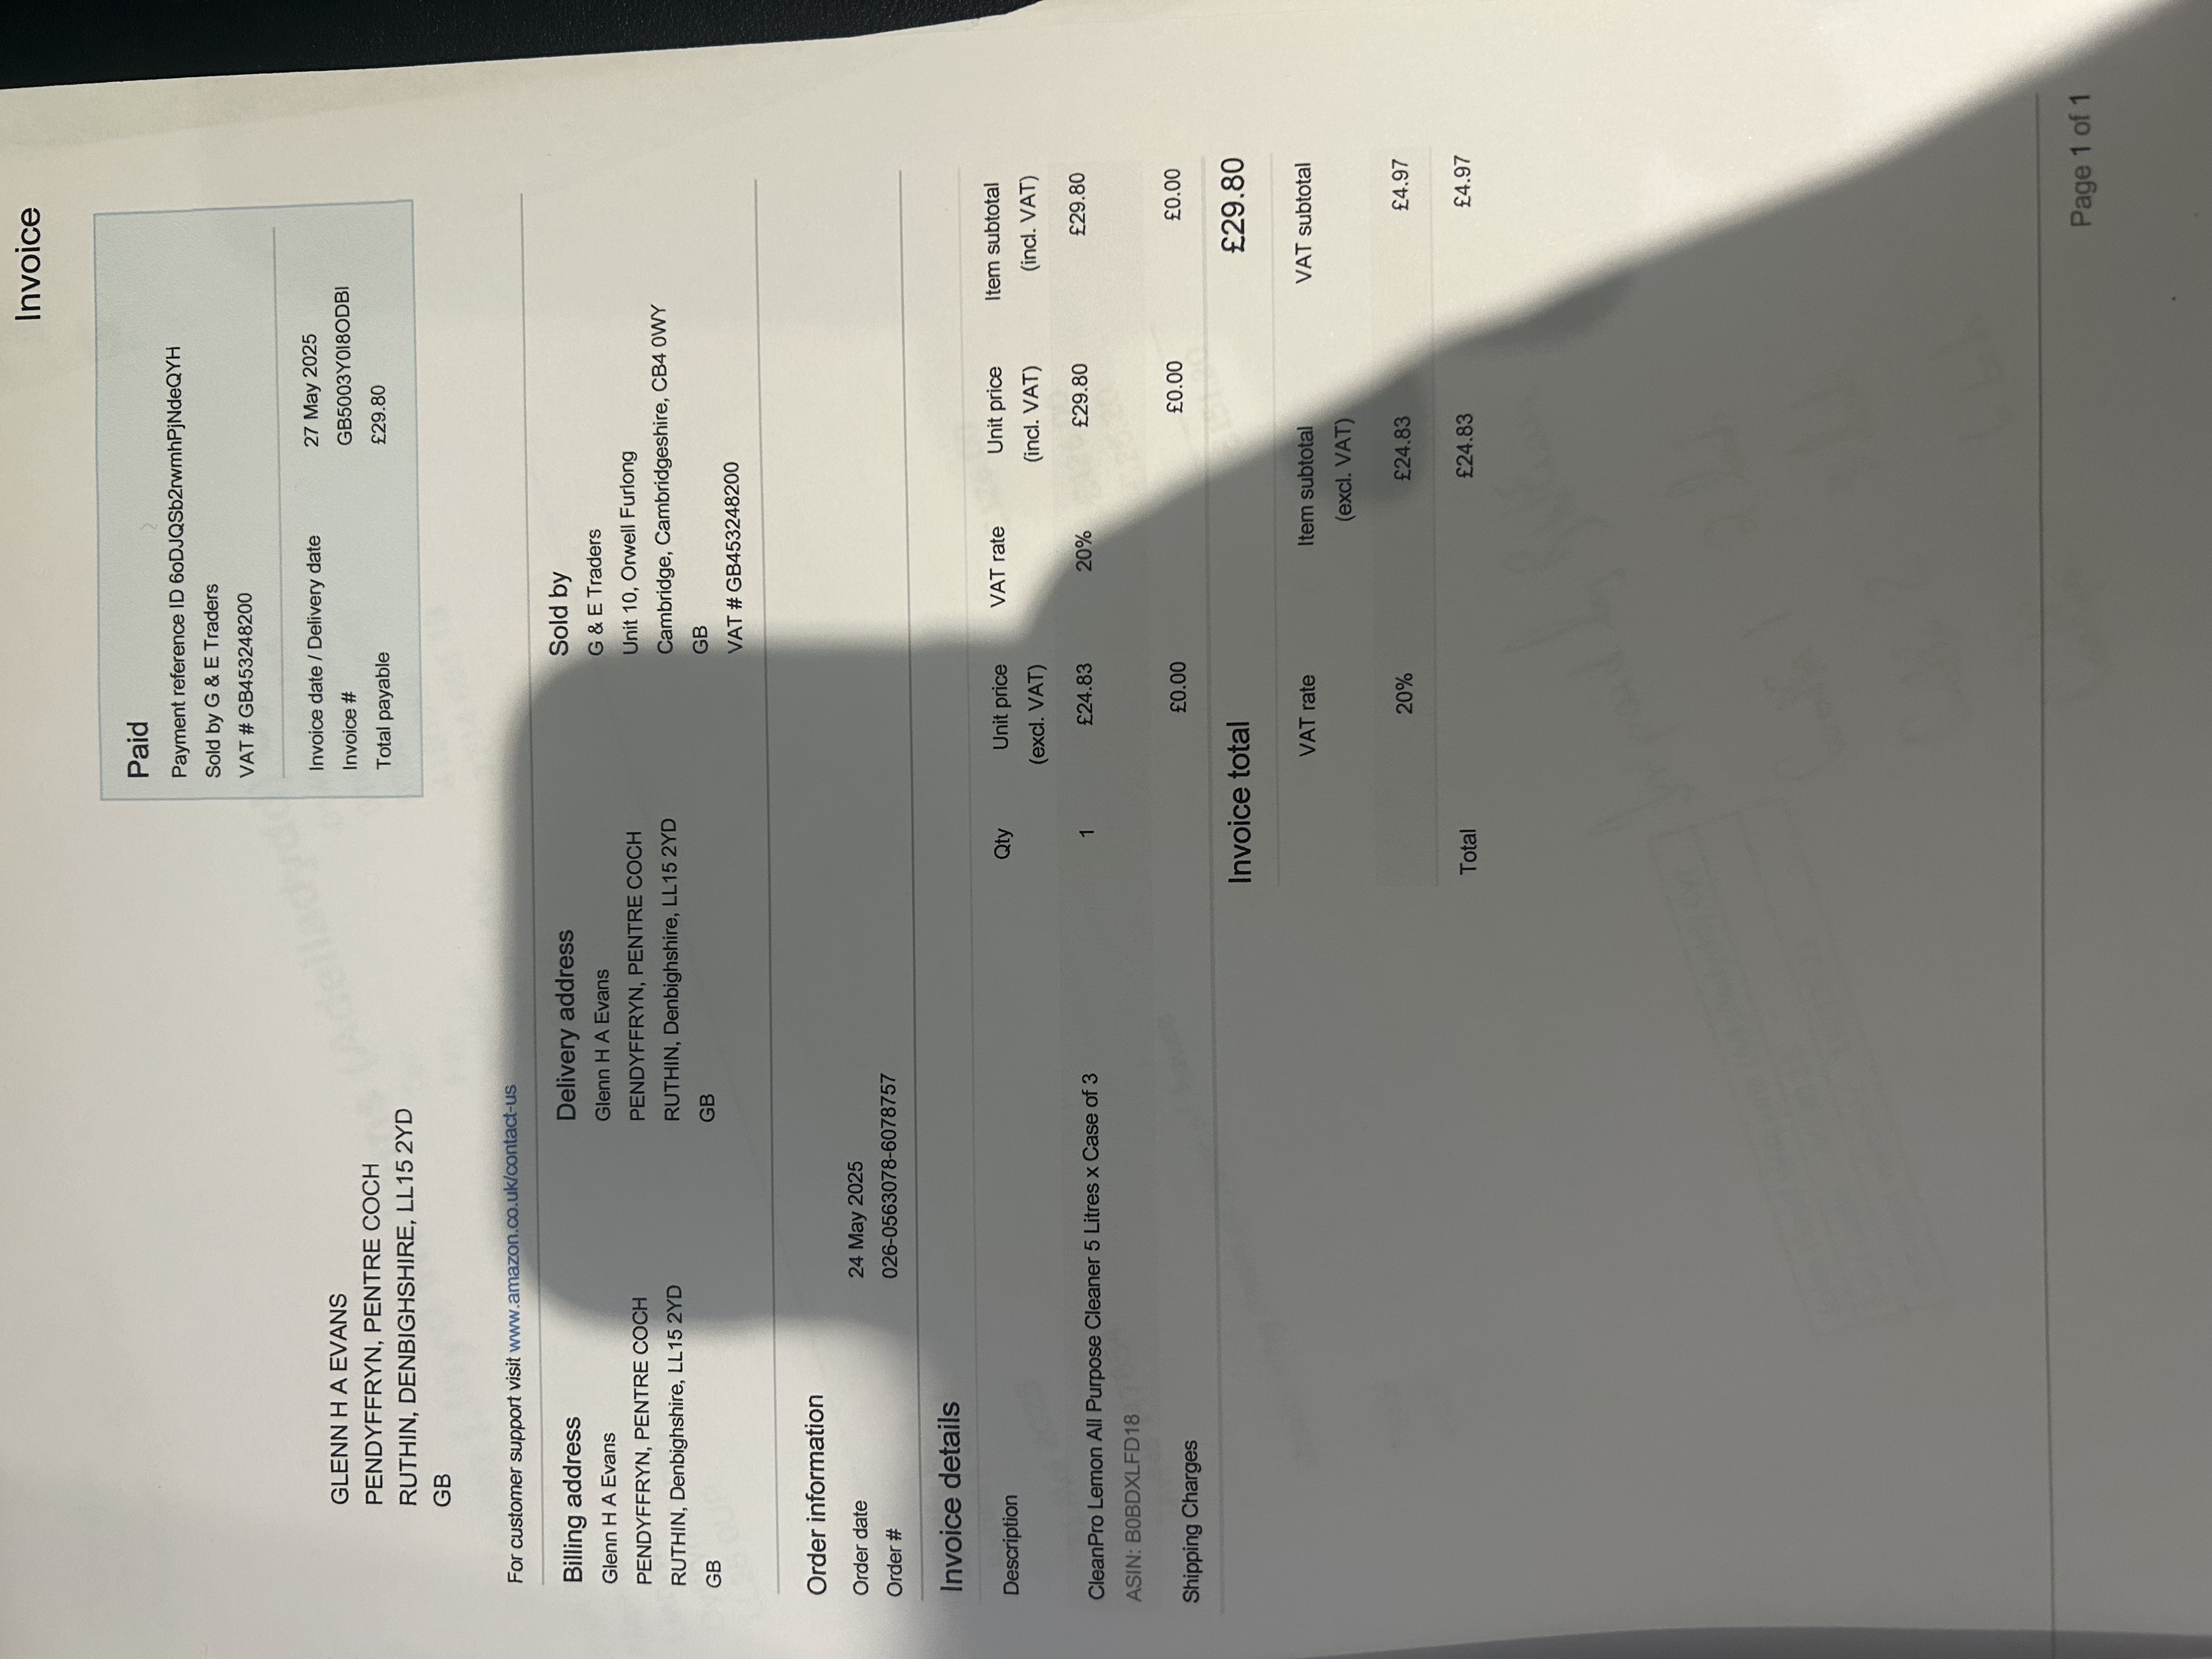 Invoice
Paid
Payment reference ID 6oDJQSb2rwmhPjNdeQYH
Sold by G & E Traders
VAT # GB453248200
Invoice date / Delivery date 27 May 2025
Invoice # GB5003Y0I8ODBI
Total payable £29.80
GLENN H A EVANS
PENDYFFRYN, PENTRE COCH
RUTHIN, DENBIGHSHIRE, LL15 2YD
GB
For customer support visit www.amazon.co.uk/contact-us
Billing address
Glenn H A Evans
PENDYFFRYN, PENTRE COCH
RUTHIN, Denbighshire, LL15 2YD
GB
Delivery address
Glenn H A Evans
PENDYFFRYN, PENTRE COCH
RUTHIN, Denbighshire, LL15 2YD
GB
Sold by
G & E Traders
Unit 10, Orwell Furlong
Cambridge, Cambridgeshire, CB4 0WY
GB
VAT # GB453248200
Order information
Order date 24 May 2025
Order # 026-0563078-6078757
Invoice details
Description Qty Unit price VAT rate Unit price Item subtotal
(excl. VAT) (incl. VAT) (incl. VAT)
CleanPro Lemon All Purpose Cleaner 5 Litres x Case of 3 1 £24.83 20% £29.80 £29.80
ASIN: B0BDXLFD18
Shipping Charges £0.00 £0.00 £0.00
Invoice total £29.80
VAT rate Item subtotal VAT subtotal
(excl. VAT)
20% £24.83 £4.97
Total £24.83 £4.97
Page 1 of 1